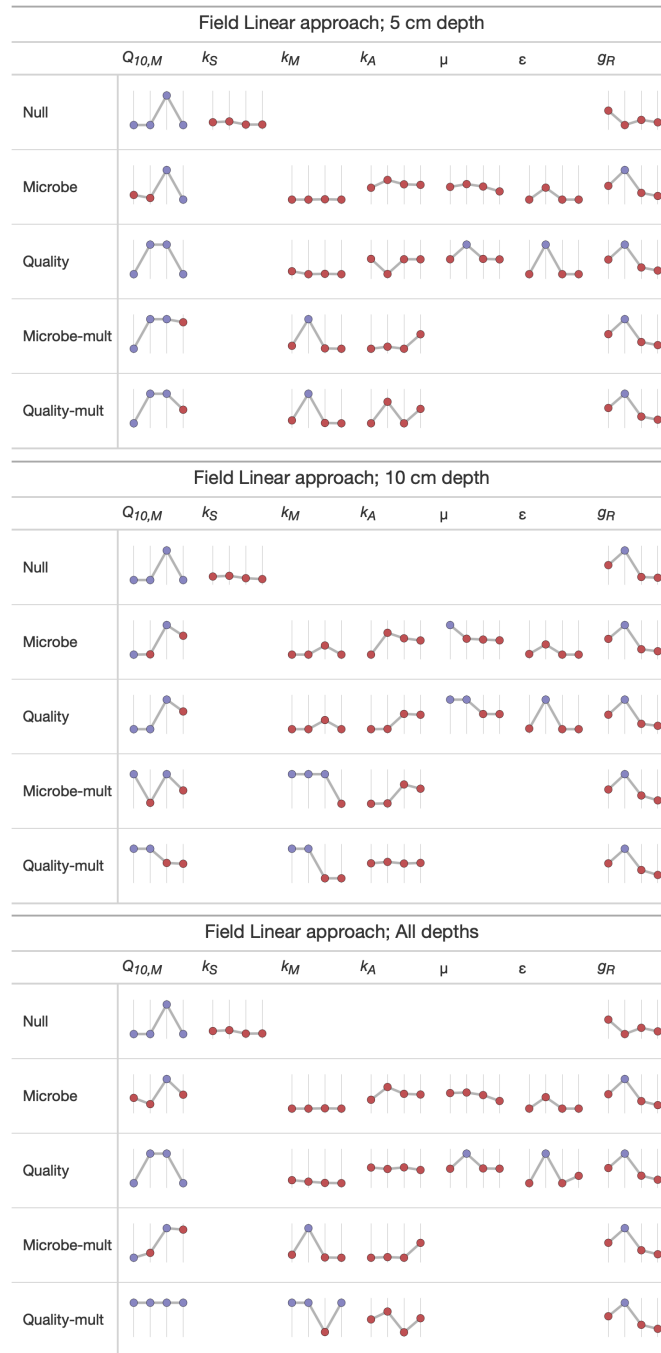 Field Linear approach; 5 cm depth
Q10,M kS kM kA μ ε gR
Null
Microbe
Quality
Microbe-mult
Quality-mult
Field Linear approach; 10 cm depth
Q10,M kS kM kA μ ε gR
Null
Microbe
Quality
Microbe-mult
Quality-mult
Field Linear approach; All depths
Q10,M kS kM kA μ ε gR
Null
Microbe
Quality
Microbe-mult
Quality-mult